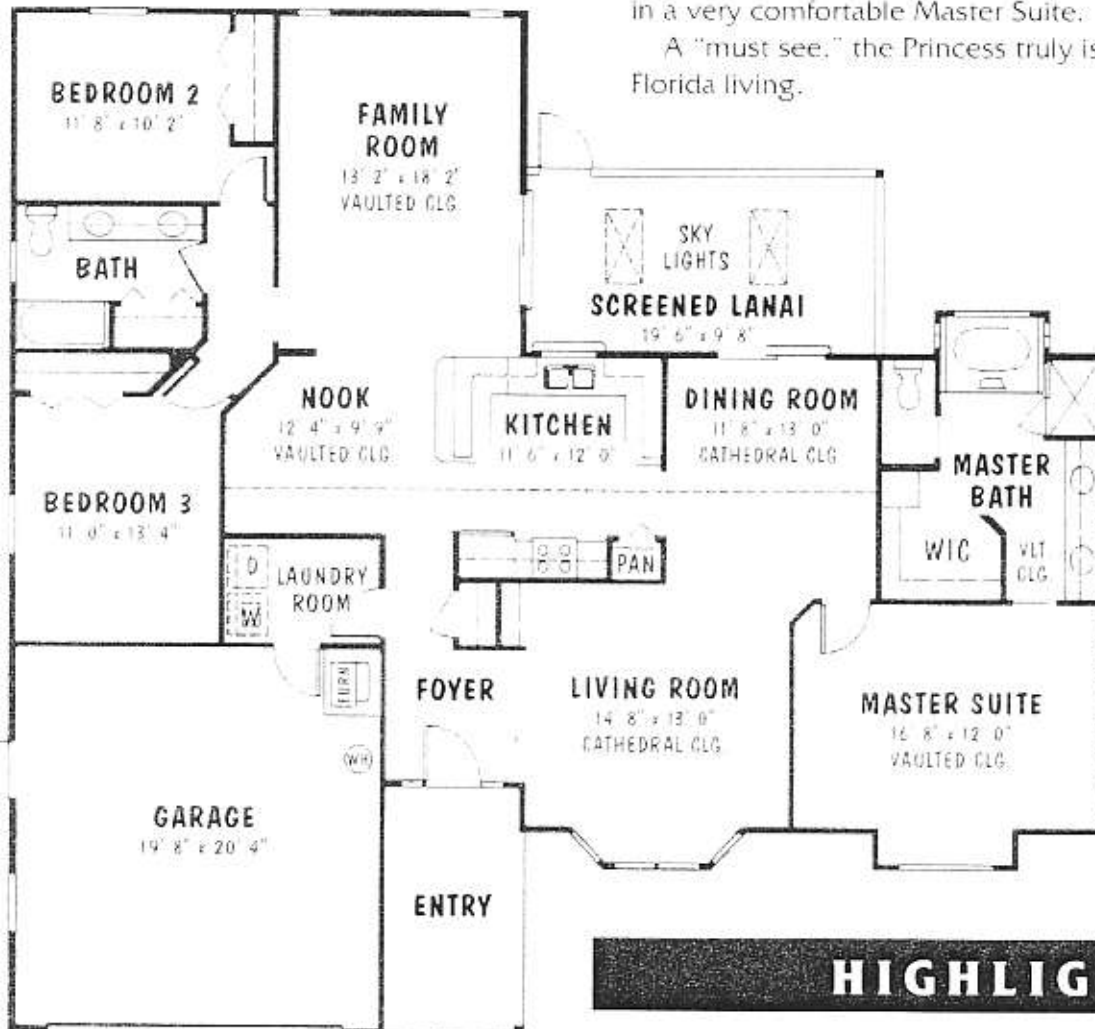 in a very comfortable Master Suite.
A "must see," the Princess truly is
Florida living.
BEDROOM 2
11' 8" x 10' 2"
FAMILY
ROOM
13' 2" x 18' 2"
VAULTED CLG.
BATH
SKY
LIGHTS
SCREENED LANAI
19' 6" x 9' 8"
NOOK
12' 4" x 9' 9"
VAULTED CLG.
KITCHEN
11' 6" x 12' 0"
DINING ROOM
11' 8" x 13' 0"
CATHEDRAL CLG.
MASTER
BATH
BEDROOM 3
11' 0" x 13' 4"
WIC
VLT
CLG.
D
W
LAUNDRY
ROOM
PAN
FURN
FOYER
LIVING ROOM
14' 8" x 13' 0"
CATHEDRAL CLG.
MASTER SUITE
16' 8" x 12' 0"
VAULTED CLG.
WH
GARAGE
19' 8" x 20' 4"
ENTRY
HIGHLIG